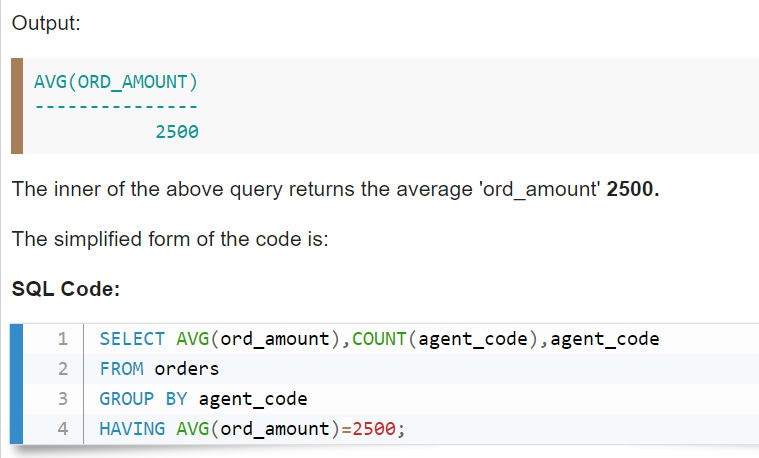 Output:
AVG(ORD_AMOUNT)
---------------
2500
The inner of the above query returns the average 'ord_amount' 2500.
The simplified form of the code is:
SQL Code:
1 SELECT AVG(ord_amount),COUNT(agent_code),agent_code
2 FROM orders
3 GROUP BY agent_code
4 HAVING AVG(ord_amount)=2500;